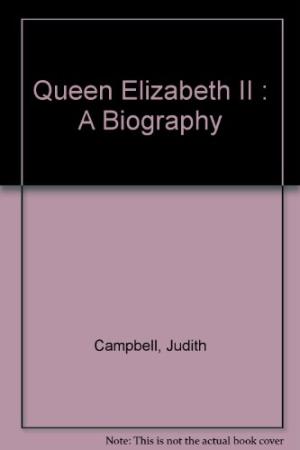 Queen Elizabeth II :
A Biography
Campbell, Judith
Note: This is not the actual book cover